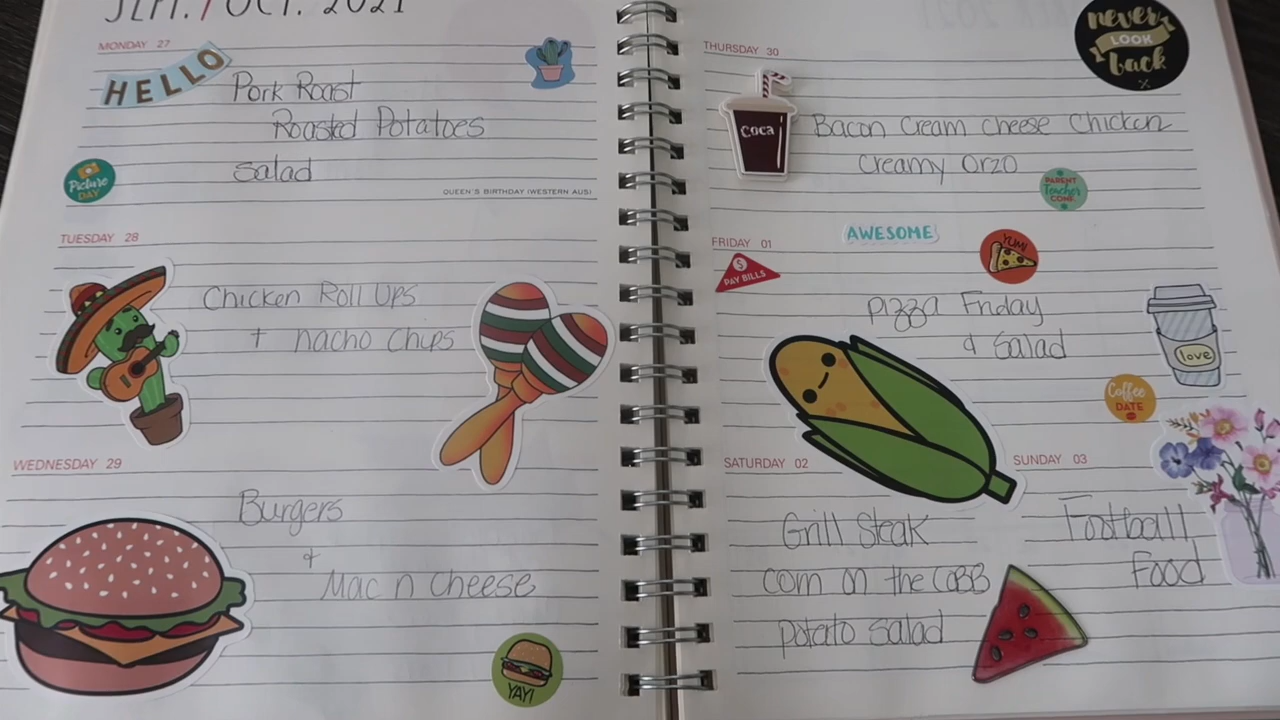 SEPT. / OCT. 2021
MONDAY 27
HELLO
Pork Roast
Roasted Potatoes
Salad
Picture DAY
QUEEN'S BIRTHDAY (WESTERN AUS)
TUESDAY 28
Chicken Roll Ups
+ nacho chips
WEDNESDAY 29
Burgers
&
Mac n cheese
YAY!
THURSDAY 30
never
LOOK
back
x
COCA
Bacon Cream cheese Chicken
Creamy Orzo
PARENT
Teacher
CONF.
FRIDAY 01
AWESOME
YUM!
$
PAY BILLS
Pizza Friday
& Salad
love
Coffee
DATE
SATURDAY 02
Grill Steak
corn on the COBB
potato salad
SUNDAY 03
Football
Food